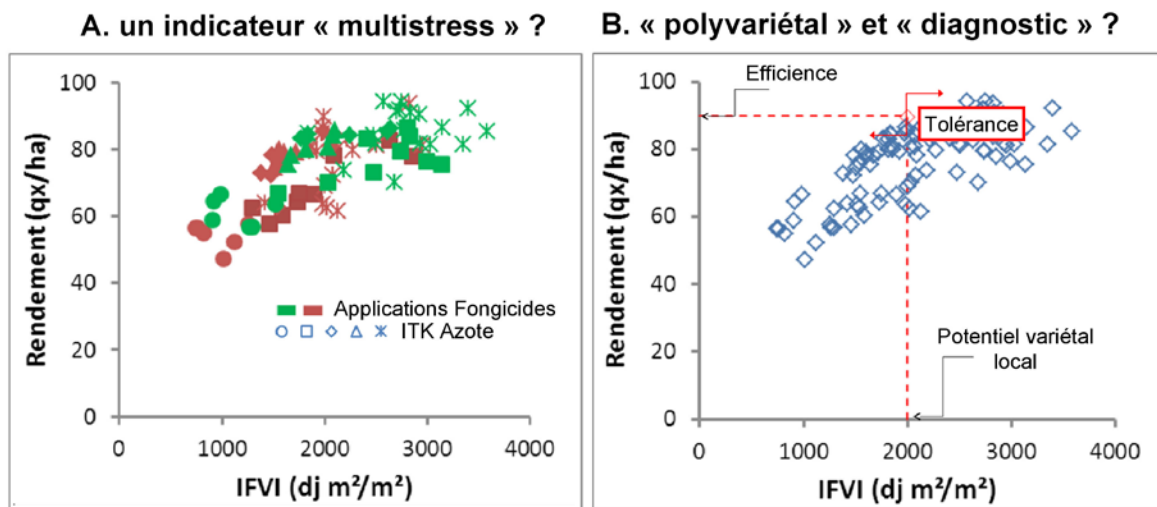 A. un indicateur « multistress » ?
Rendement (qx/ha)
100
80
60
40
20
0
Applications Fongicides
ITK Azote
0 1000 2000 3000 4000
IFVI (dj m²/m²)
B. « polyvariétal » et « diagnostic » ?
Rendement (qx/ha)
100
80
60
40
20
0
Efficience
Tolérance
Potentiel variétal
local
0 1000 2000 3000 4000
IFVI (dj m²/m²)